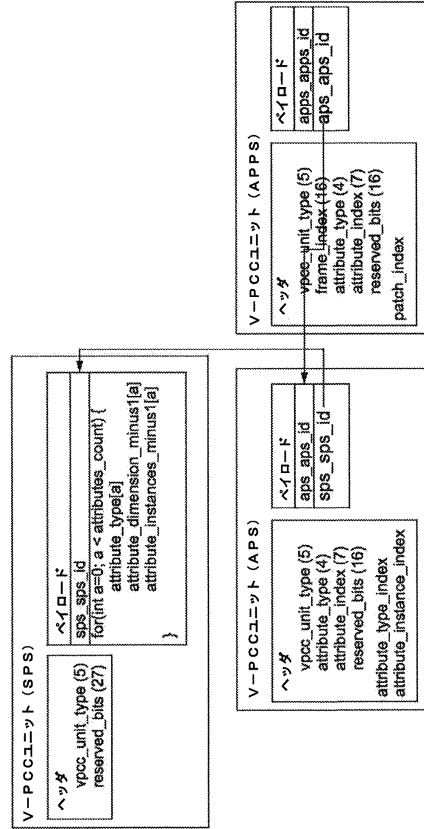 V-PCCユニット (SPS)
ヘッダ
vpcc_unit_type (5)
reserved_bits (27)
ペイロード
sps_sps_id
for(int a=0; a < attributes_count) {
attribute_type[a]
attribute_dimension_minus1[a]
attribute_instances_minus1[a]
}
V-PCCユニット (APS)
ヘッダ
vpcc_unit_type (5)
attribute_type (4)
attribute_index (7)
reserved_bits (16)
attribute_type_index
attribute_instance_index
ペイロード
aps_aps_id
sps_sps_id
V-PCCユニット (APPS)
ヘッダ
vpcc_unit_type (5)
frame_index (16)
attribute_type (4)
attribute_index (7)
reserved_bits (16)
patch_index
ペイロード
apps_apps_id
aps_aps_id